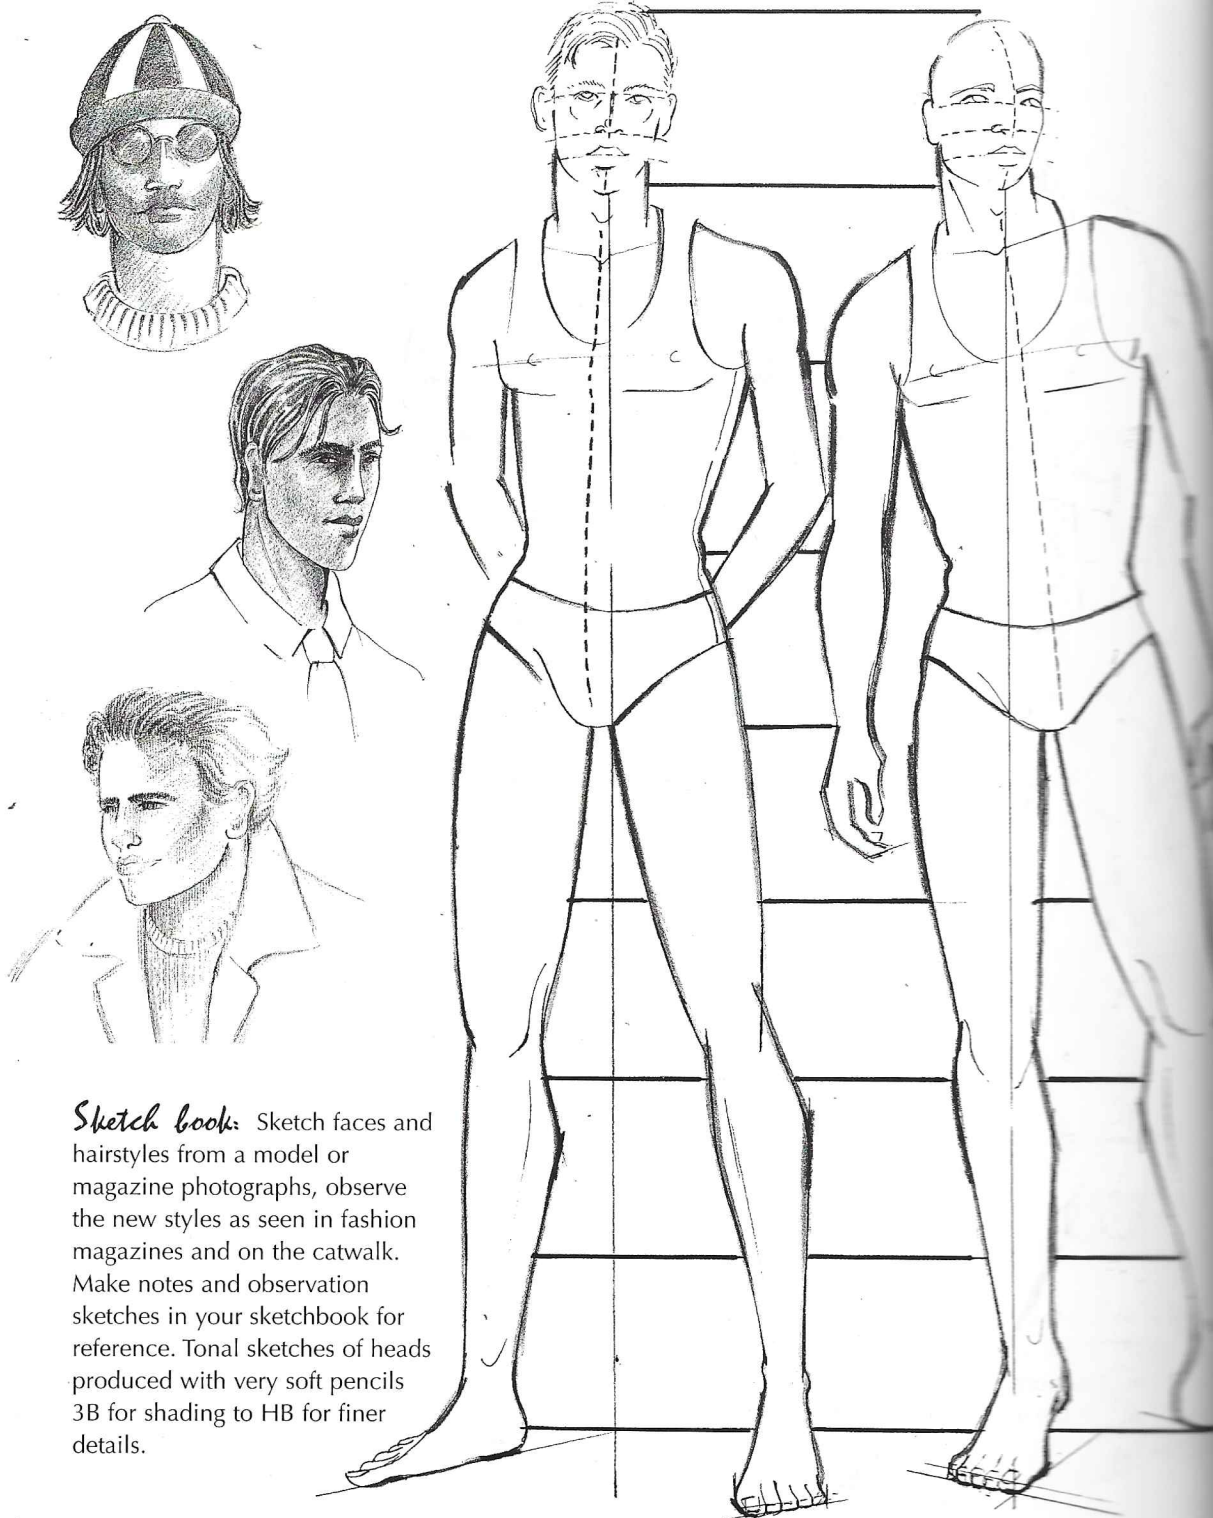 Sketch book: Sketch faces and
hairstyles from a model or
magazine photographs, observe
the new styles as seen in fashion
magazines and on the catwalk.
Make notes and observation
sketches in your sketchbook for
reference. Tonal sketches of heads
produced with very soft pencils
3B for shading to HB for finer
details.